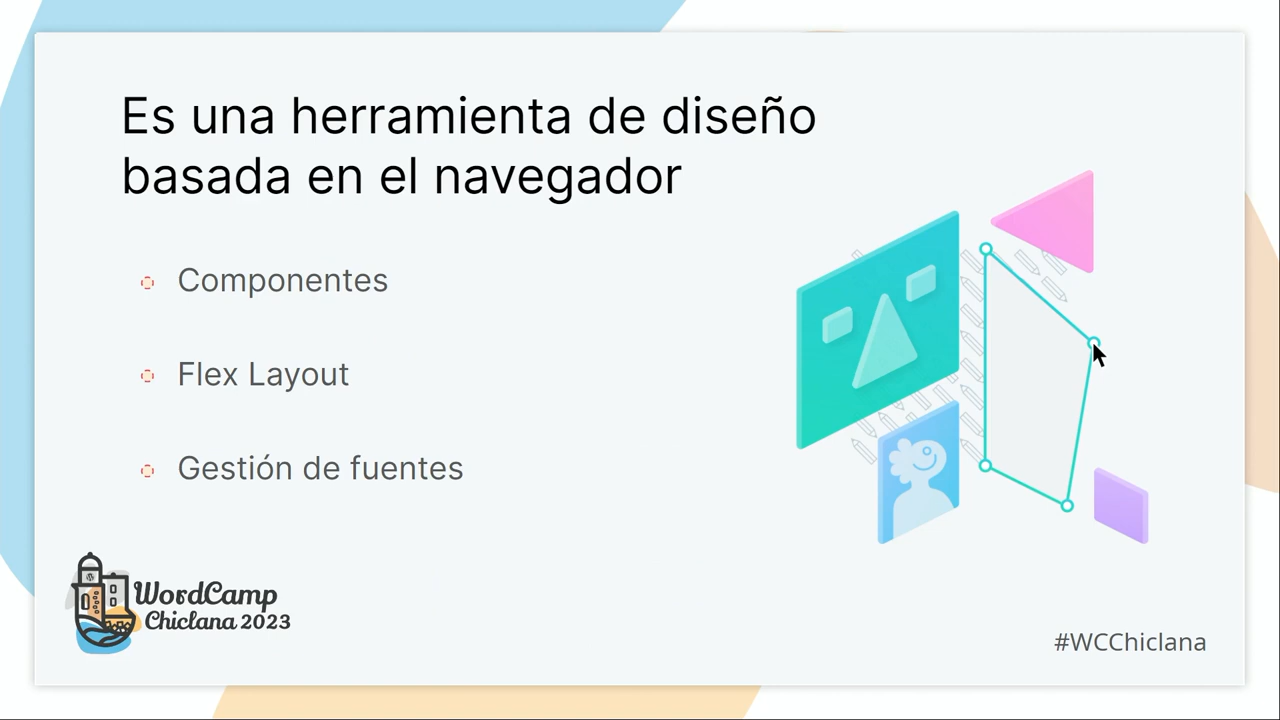 Es una herramienta de diseño
basada en el navegador
Componentes
Flex Layout
Gestión de fuentes
WordCamp
Chiclana 2023
#WCChiclana